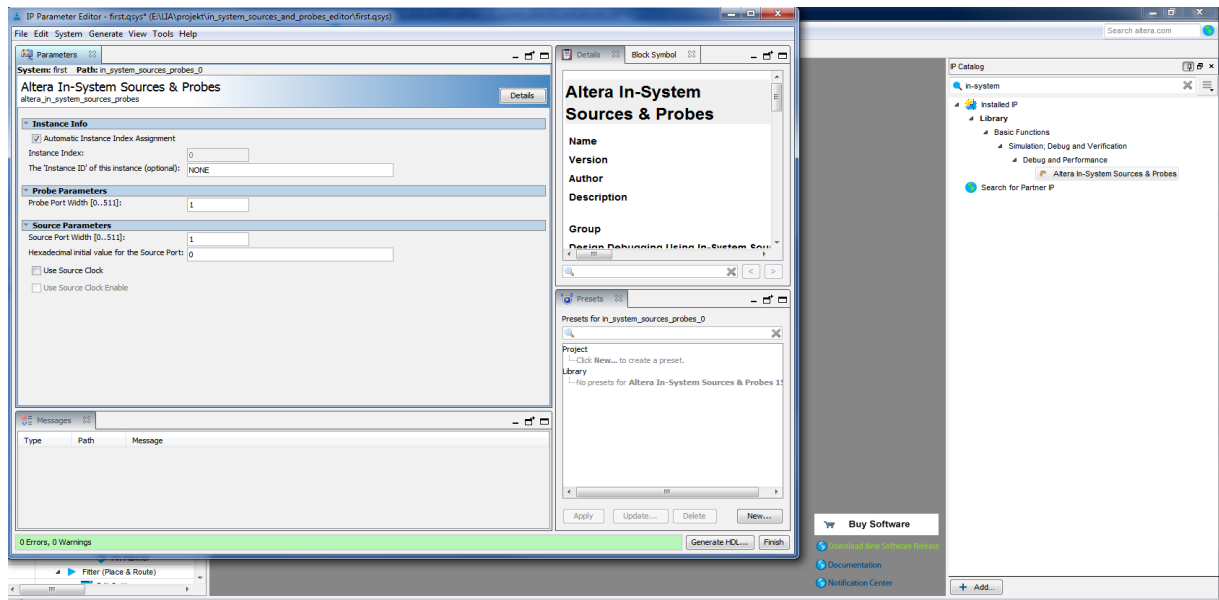 IP Parameter Editor - first.qsys* (E:\LIA\projekt\in_system_sources_and_probes_editor\first.qsys)
File Edit System Generate View Tools Help
Parameters
System: first Path: in_system_sources_probes_0
Altera In-System Sources & Probes
altera_in_system_sources_probes
Details
Instance Info
Automatic Instance Index Assignment
Instance Index: 0
The 'Instance ID' of this instance (optional): NONE
Probe Parameters
Probe Port Width [0..511]: 1
Source Parameters
Source Port Width [0..511]: 1
Hexadecimal initial value for the Source Port: 0
Use Source Clock
Use Source Clock Enable
Messages
Type Path Message
0 Errors, 0 Warnings
Generate HDL... Finish
Details Block Symbol
Altera In-System
Sources & Probes
Name
Version
Author
Description
Group
Design Debugging Using In-System Sour
< >
Presets
Presets for in_system_sources_probes_0
Project
Click New... to create a preset.
Library
No presets for Altera In-System Sources & Probes 15
Apply Update... Delete New...
Search altera.com
IP Catalog
in-system
Installed IP
Library
Basic Functions
Simulation; Debug and Verification
Debug and Performance
Altera In-System Sources & Probes
Search for Partner IP
+ Add...
Buy Software
Download New Software Release
Documentation
Notification Center
Fitter (Place & Route)